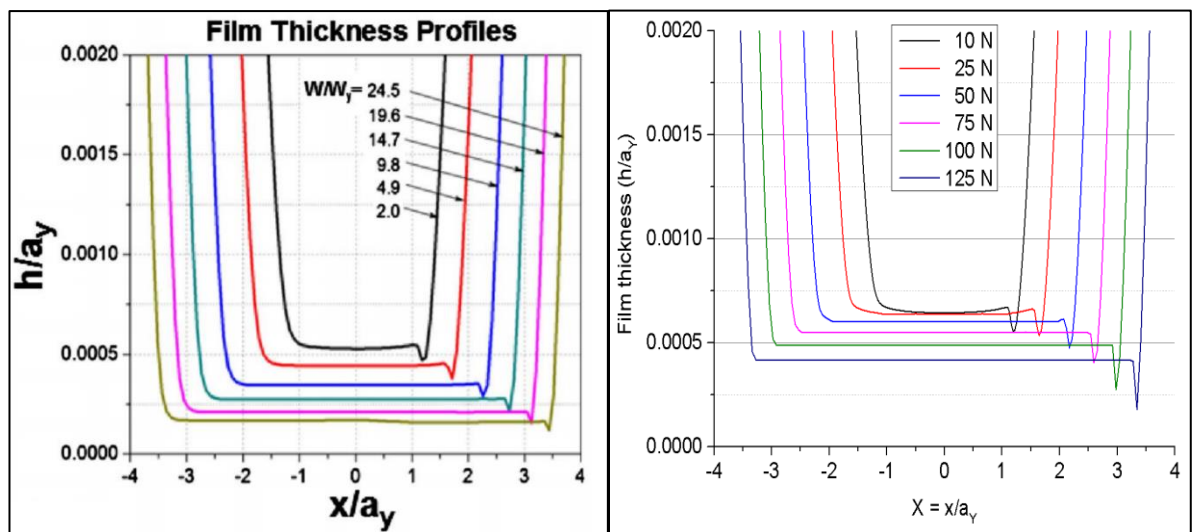 Film Thickness Profiles
h/a_y
0.0020
0.0015
0.0010
0.0005
0.0000
W/W_y= 24.5
19.6
14.7
9.8
4.9
2.0
-4 -3 -2 -1 0 1 2 3 4
x/a_y
Film thickness (h/a_Y)
0.0020
0.0015
0.0010
0.0005
0.0000
10 N
25 N
50 N
75 N
100 N
125 N
-4 -3 -2 -1 0 1 2 3 4
X = x/a_Y